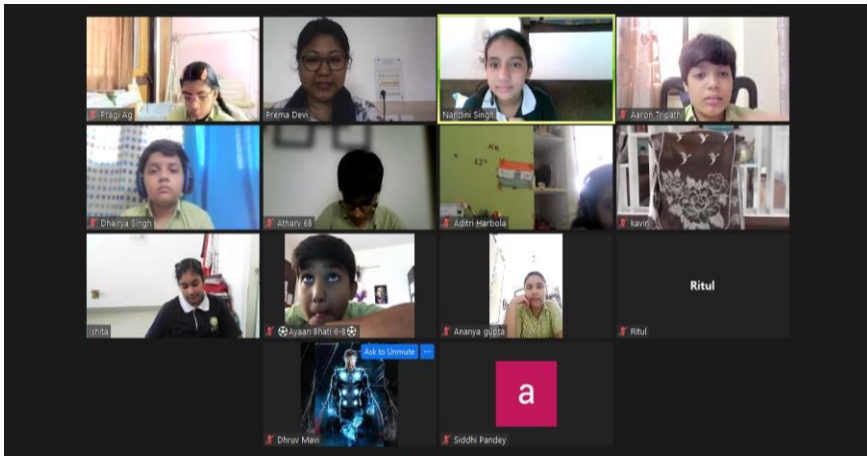 Pragi Ag
Prema Devi
Nandini Singh
Aaron Tripathi
Dhairya Singh
Atharv 6B
Aditri Harbola
kavin
Ishita
⚽Ayaan Bhati 6-B⚽
Ananya gupta
Ritul
Ritul
Ask to Unmute
Dhruv Mavi
a
Siddhi Pandey